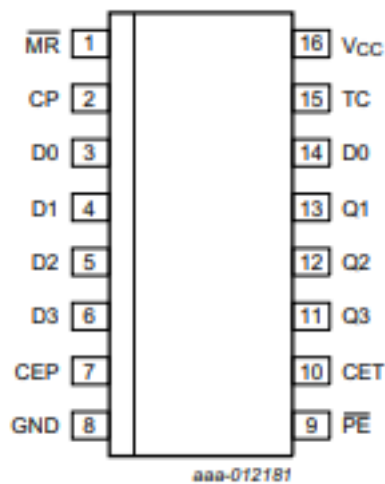 MR 1 16 VCC
CP 2 15 TC
D0 3 14 D0
D1 4 13 Q1
D2 5 12 Q2
D3 6 11 Q3
CEP 7 10 CET
GND 8 9 PE
aaa-012181